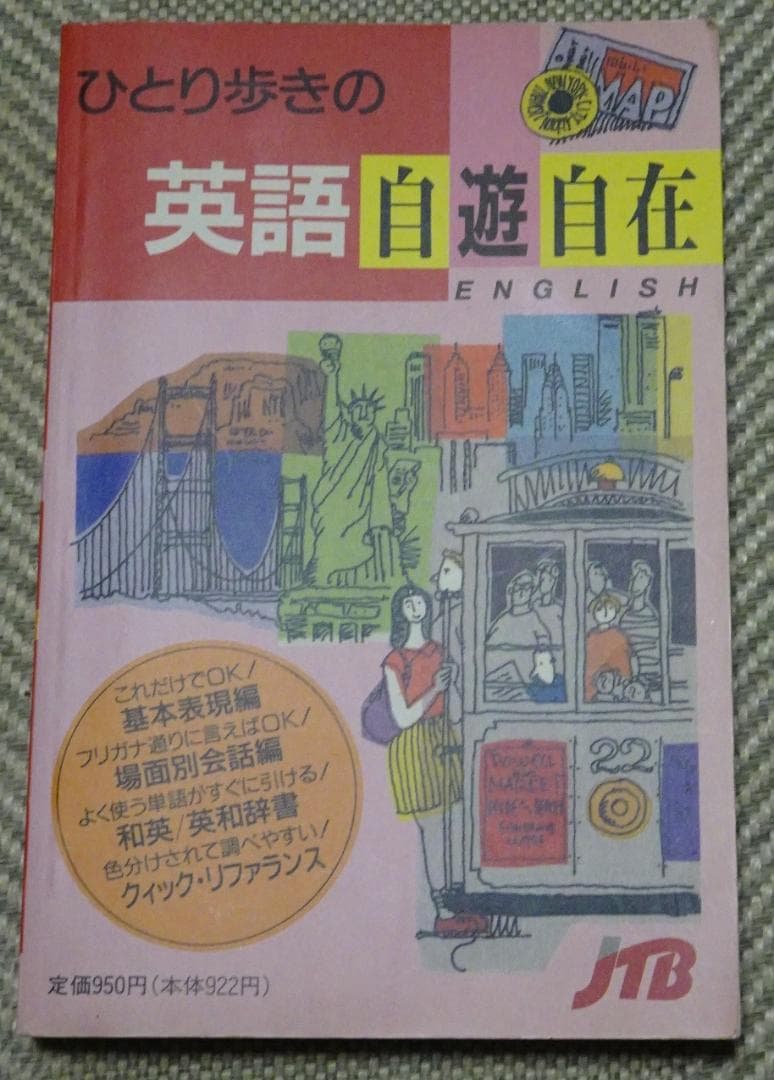 ひとり歩きの
MAP
NEW YORK CITY
英語自遊自在
ENGLISH
これだけでOK!
基本表現編
フリガナ通りに言えばOK!
場面別会話編
よく使う単語がすぐに引ける!
和英/英和辞書
色分けされて調べやすい!
クィック・リファランス
22
定価950円(本体922円)
JTB